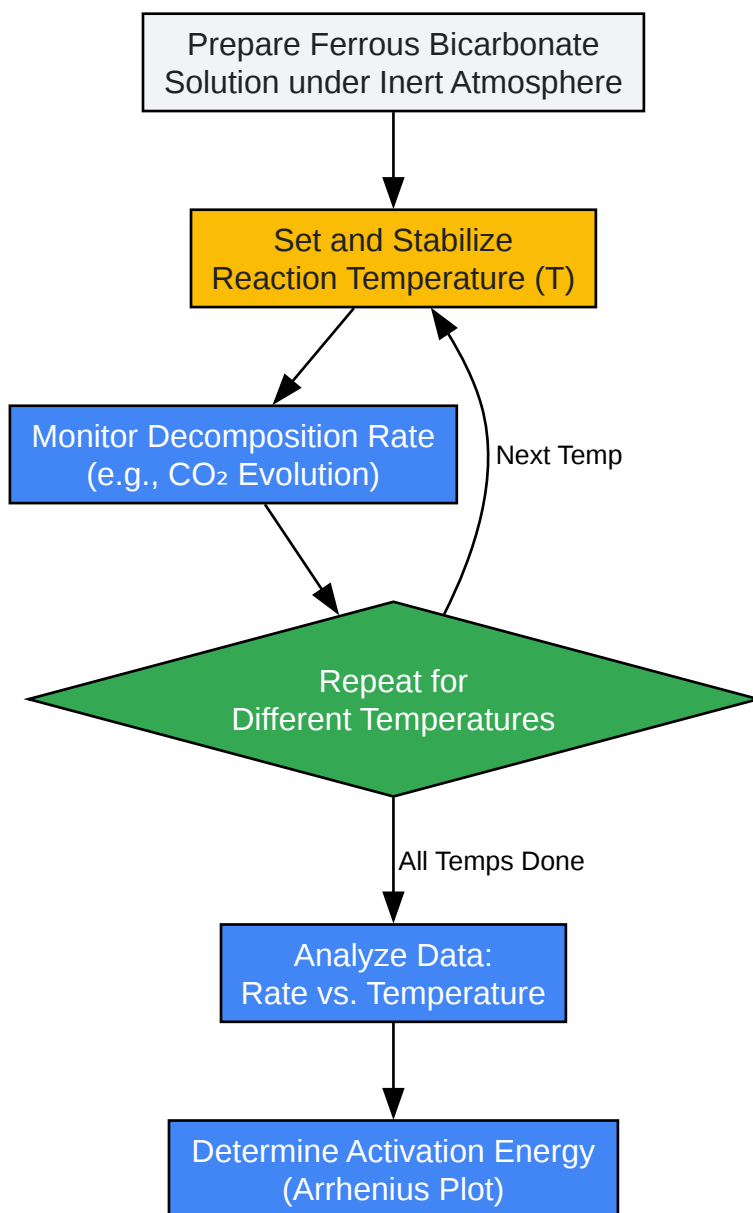 Prepare Ferrous Bicarbonate
Solution under Inert Atmosphere
Set and Stabilize
Reaction Temperature (T)
Monitor Decomposition Rate
(e.g., CO₂ Evolution)
Next Temp
Repeat for
Different Temperatures
All Temps Done
Analyze Data:
Rate vs. Temperature
Determine Activation Energy
(Arrhenius Plot)